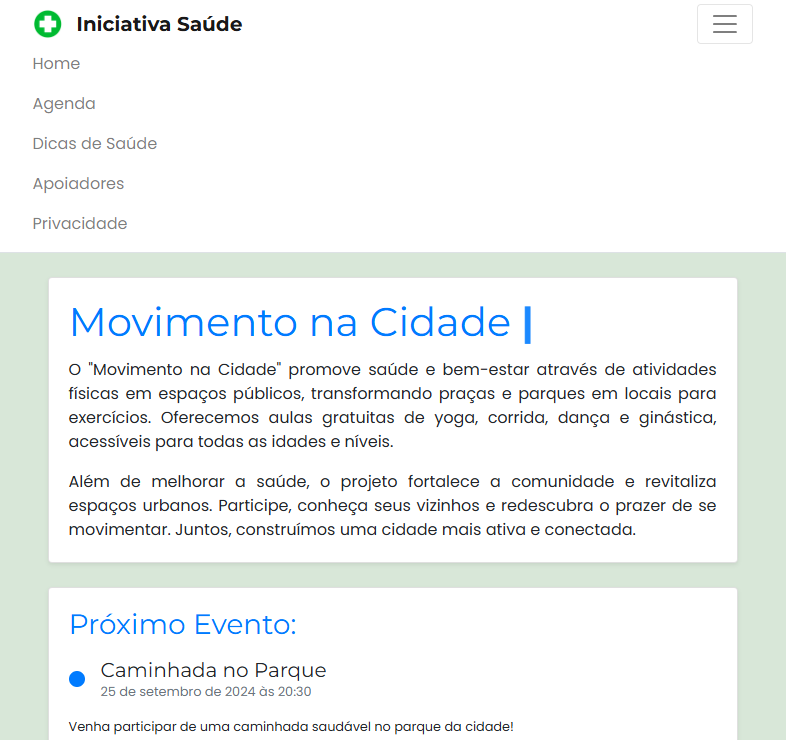 Iniciativa Saúde
Home
Agenda
Dicas de Saúde
Apoiadores
Privacidade
Movimento na Cidade |
O "Movimento na Cidade" promove saúde e bem-estar através de atividades
físicas em espaços públicos, transformando praças e parques em locais para
exercícios. Oferecemos aulas gratuitas de yoga, corrida, dança e ginástica,
acessíveis para todas as idades e níveis.
Além de melhorar a saúde, o projeto fortalece a comunidade e revitaliza
espaços urbanos. Participe, conheça seus vizinhos e redescubra o prazer de se
movimentar. Juntos, construímos uma cidade mais ativa e conectada.
Próximo Evento:
Caminhada no Parque
25 de setembro de 2024 às 20:30
Venha participar de uma caminhada saudável no parque da cidade!